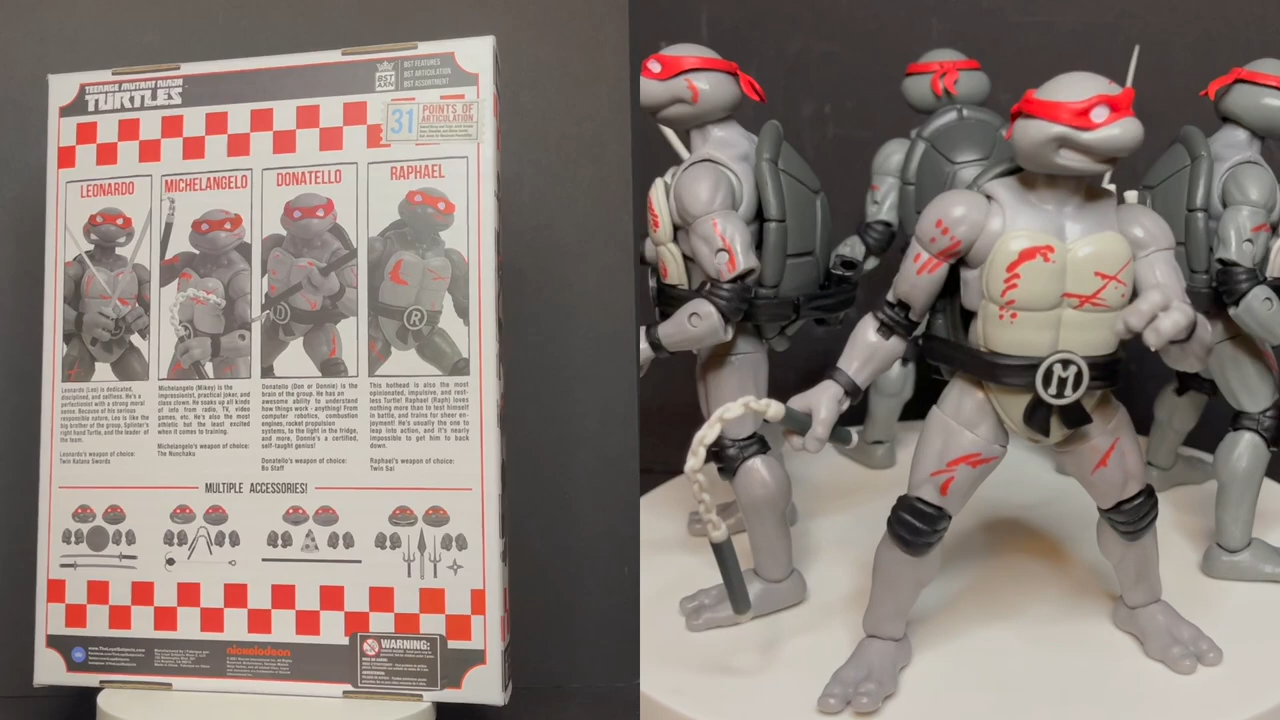 TEENAGE MUTANT NINJA
TURTLES
BST
AXN
BST FEATURES
BST ARTICULATION
BST ASSORTMENT
31
POINTS OF
ARTICULATION
LEONARDO
MICHELANGELO
DONATELLO
RAPHAEL
D
R
Leonardo (Leo) is dedicated,
disciplined, and selfless. He's a
perfectionist with a strong moral
sense. Because of his serious
responsible nature, Leo is like the
big brother of the group, Splinter's
right hand Turtle, and the leader of
the team.
Leonardo's weapon of choice:
Twin Katana Swords
Michelangelo (Mikey) is the
impressionist, practical joker, and
class clown. He soaks up all kinds
of info from radio, TV, video
games, etc. He's also the most
athletic but the least excited
when it comes to training.
Michelangelo's weapon of choice:
The Nunchaku
Donatello (Don or Donnie) is the
brain of the group. He has an
awesome ability to understand
how things work - anything! From
computer robotics, combustion
engines, rocket propulsion
systems, to the light in the fridge,
and more, Donnie's a certified,
self-taught genius!
Donatello's weapon of choice:
Bo Staff
This hothead is also the most
opinionated, impulsive, and rest-
less Turtle! Raphael (Raph) loves
nothing more than to test himself
in battle, and trains for sheer en-
joyment! He's usually the one to
leap into action, and it's nearly
impossible to get him to back
down.
Raphael's weapon of choice:
Twin Sai
MULTIPLE ACCESSORIES!
www.TheLoyalSubjects.com
nickelodeon
WARNING:
M